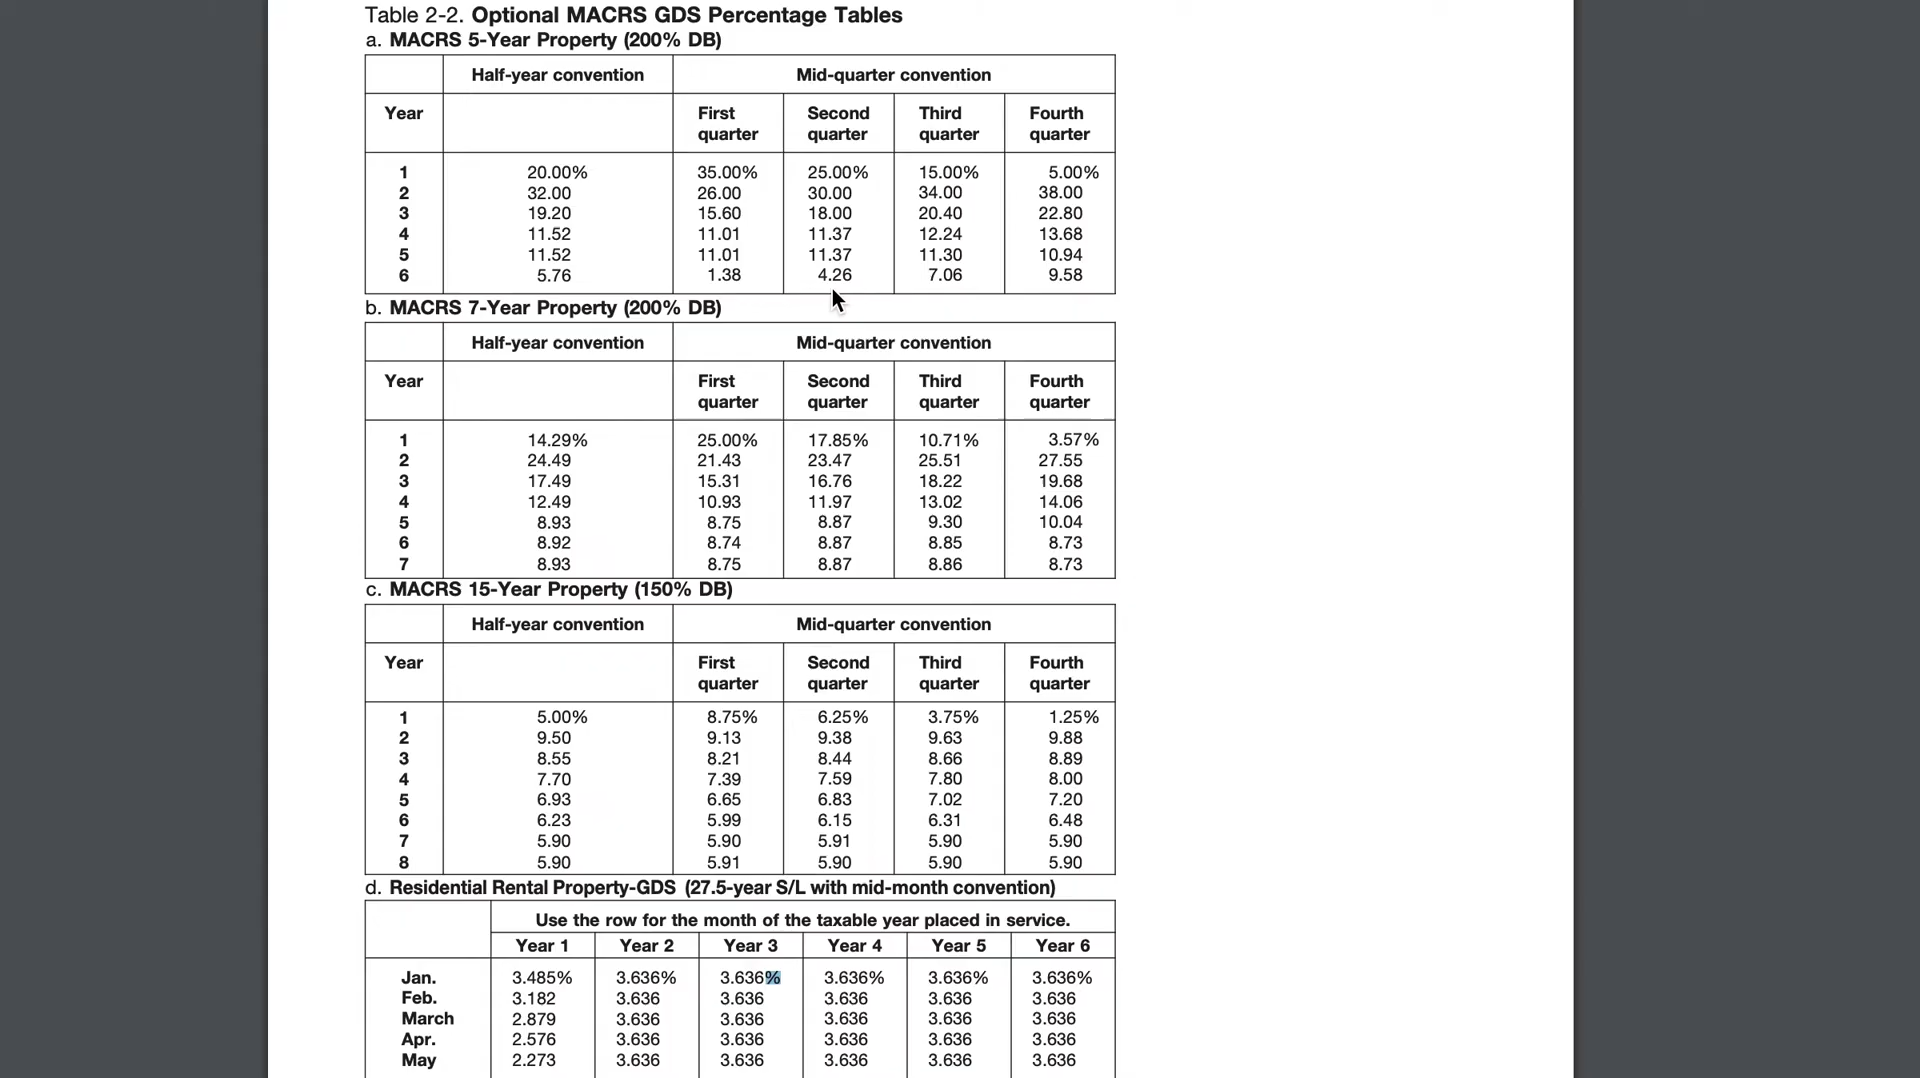 Table 2-2. Optional MACRS GDS Percentage Tables
a. MACRS 5-Year Property (200% DB)
Half-year convention Mid-quarter convention
Year First quarter Second quarter Third quarter Fourth quarter
1 20.00% 35.00% 25.00% 15.00% 5.00%
2 32.00 26.00 30.00 34.00 38.00
3 19.20 15.60 18.00 20.40 22.80
4 11.52 11.01 11.37 12.24 13.68
5 11.52 11.01 11.37 11.30 10.94
6 5.76 1.38 4.26 7.06 9.58
b. MACRS 7-Year Property (200% DB)
Half-year convention Mid-quarter convention
Year First quarter Second quarter Third quarter Fourth quarter
1 14.29% 25.00% 17.85% 10.71% 3.57%
2 24.49 21.43 23.47 25.51 27.55
3 17.49 15.31 16.76 18.22 19.68
4 12.49 10.93 11.97 13.02 14.06
5 8.93 8.75 8.87 9.30 10.04
6 8.92 8.74 8.87 8.85 8.73
7 8.93 8.75 8.87 8.86 8.73
c. MACRS 15-Year Property (150% DB)
Half-year convention Mid-quarter convention
Year First quarter Second quarter Third quarter Fourth quarter
1 5.00% 8.75% 6.25% 3.75% 1.25%
2 9.50 9.13 9.38 9.63 9.88
3 8.55 8.21 8.44 8.66 8.89
4 7.70 7.39 7.59 7.80 8.00
5 6.93 6.65 6.83 7.02 7.20
6 6.23 5.99 6.15 6.31 6.48
7 5.90 5.90 5.91 5.90 5.90
8 5.90 5.91 5.90 5.90 5.90
d. Residential Rental Property-GDS (27.5-year S/L with mid-month convention)
Use the row for the month of the taxable year placed in service.
Year 1 Year 2 Year 3 Year 4 Year 5 Year 6
Jan. 3.485% 3.636% 3.636% 3.636% 3.636% 3.636%
Feb. 3.182 3.636 3.636 3.636 3.636 3.636
March 2.879 3.636 3.636 3.636 3.636 3.636
Apr. 2.576 3.636 3.636 3.636 3.636 3.636
May 2.273 3.636 3.636 3.636 3.636 3.636